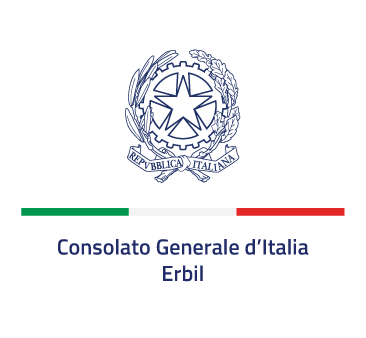 REPVBBLICA ITALIANA
Consolato Generale d’Italia
Erbil